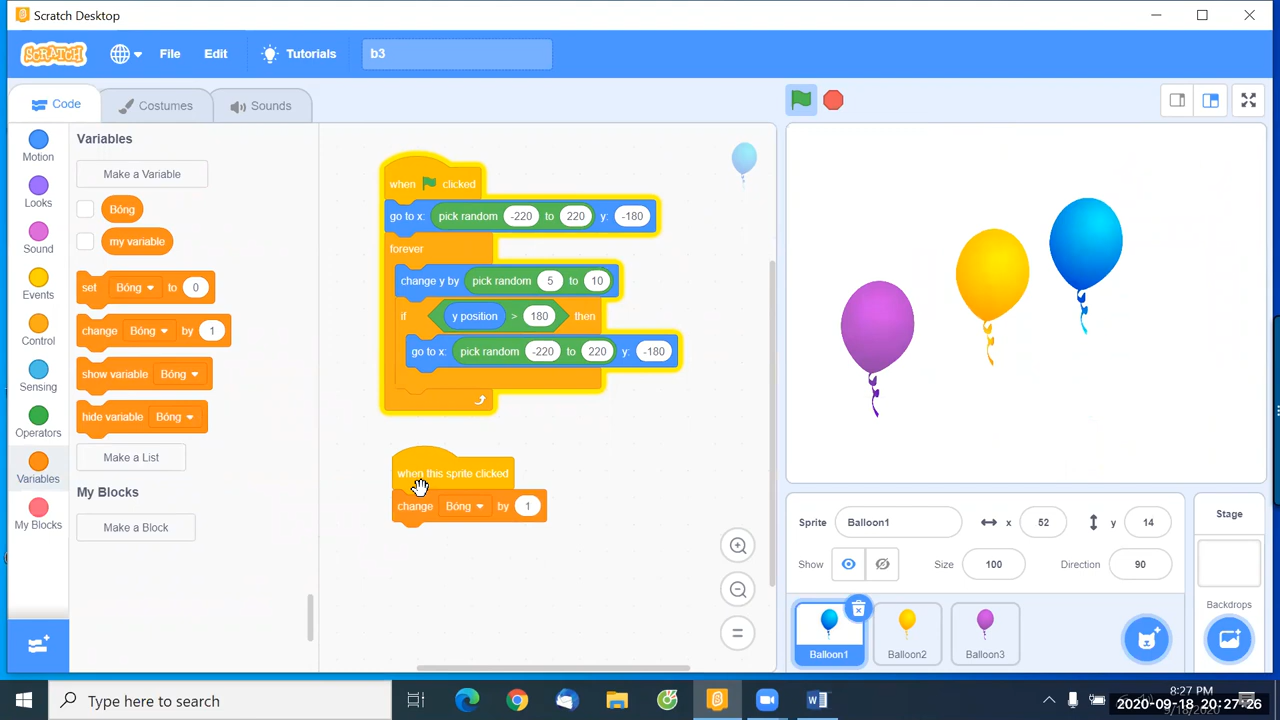 Scratch Desktop
SCRATCH
File
Edit
Tutorials
b3
Code
Costumes
Sounds
Motion
Looks
Sound
Events
Control
Sensing
Operators
Variables
My Blocks
Variables
Make a Variable
Bóng
my variable
set Bóng to 0
change Bóng by 1
show variable Bóng
hide variable Bóng
Make a List
My Blocks
Make a Block
when clicked
go to x: pick random -220 to 220 y: -180
forever
change y by pick random 5 to 10
if y position > 180 then
go to x: pick random -220 to 220 y: -180
when this sprite clicked
change Bóng by 1
Sprite Balloon1 x 52 y 14
Show Size 100 Direction 90
Balloon1
Balloon2
Balloon3
Stage
Backdrops
Type here to search
8:27 PM
2020-09-18 20:27:26